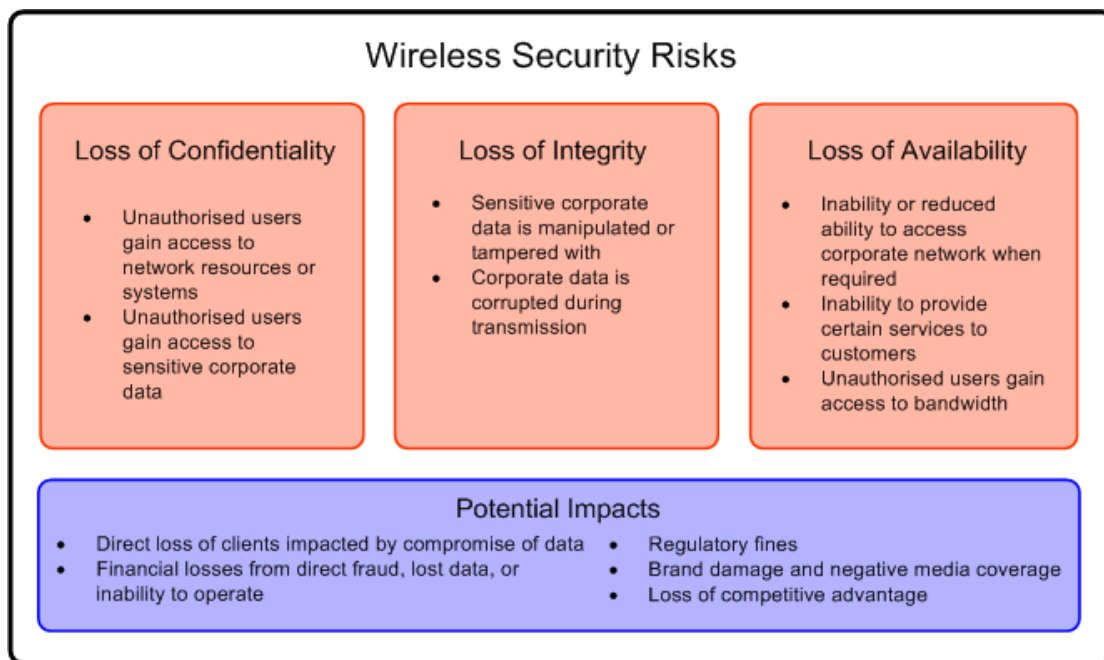 Wireless Security Risks
Loss of Confidentiality
• Unauthorised users
gain access to
network resources or
systems
• Unauthorised users
gain access to
sensitive corporate
data
Loss of Integrity
• Sensitive corporate
data is manipulated or
tampered with
• Corporate data is
corrupted during
transmission
Loss of Availability
• Inability or reduced
ability to access
corporate network when
required
• Inability to provide
certain services to
customers
• Unauthorised users gain
access to bandwidth
Potential Impacts
• Direct loss of clients impacted by compromise of data
• Financial losses from direct fraud, lost data, or
inability to operate
• Regulatory fines
• Brand damage and negative media coverage
• Loss of competitive advantage